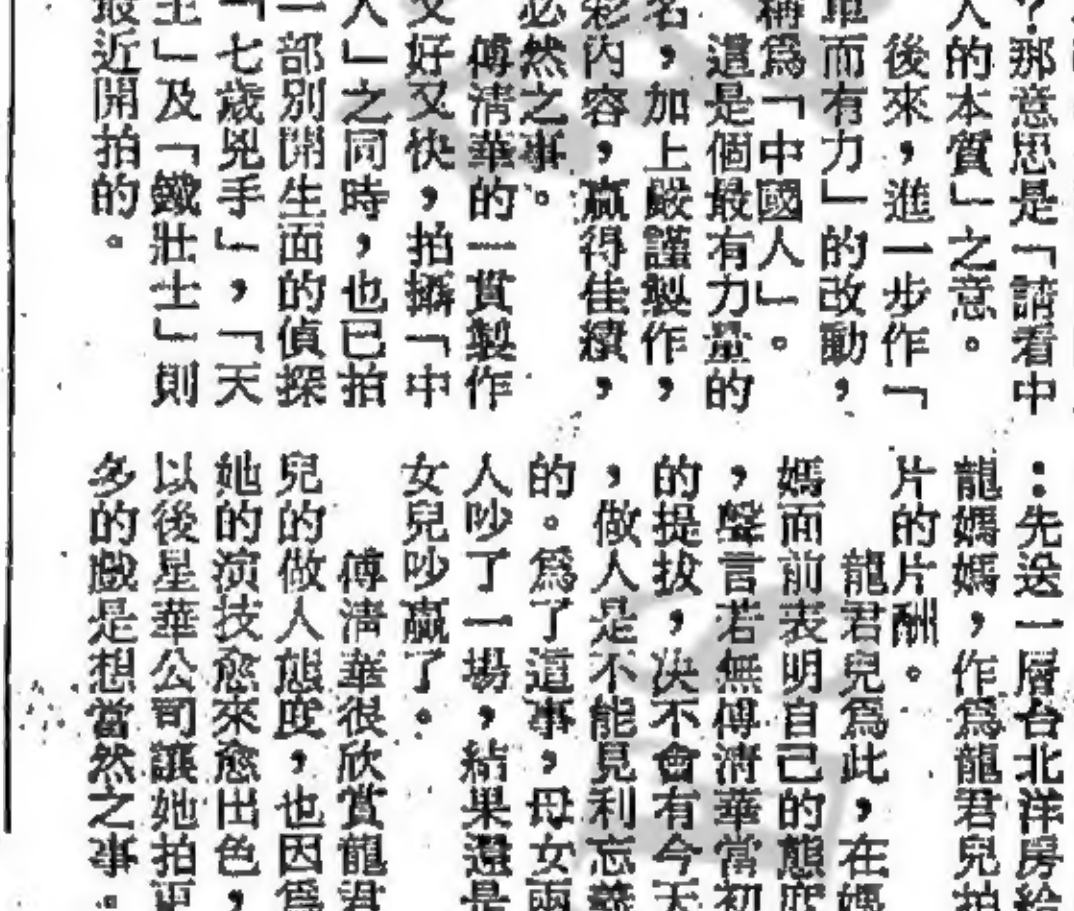 ？那意思是「請看中
人的本質」之意。
後來，進一步作「
而有力」的改動，
稱爲「中國人」。
這是個最有力量的
名，加上嚴謹製作，
彩內容，贏得佳績，
必然之事。
傅清華的一貫製作
又好又快，拍攝「中
人」之同時，也已拍
一部別開生面的偵探
「七歲兇手」，「天
王」及「鐵壯士」則
最近開拍的。
：先送一層台北洋房給
龍媽媽，作爲龍君兒拍
片的片酬。
龍君兒爲此，在媽
媽面前表明自己的態度
，聲言若無傅清華當初
的提拔，決不會有今天
，做人是不能見利忘義
的。爲了這事，母女兩
人吵了一場，結果還是
女兒吵贏了。
傅清華很欣賞龍君
兒的做人態度，也因爲
她的演技愈來愈出色，
以後星華公司讓她拍更
多的戲是想當然之事。